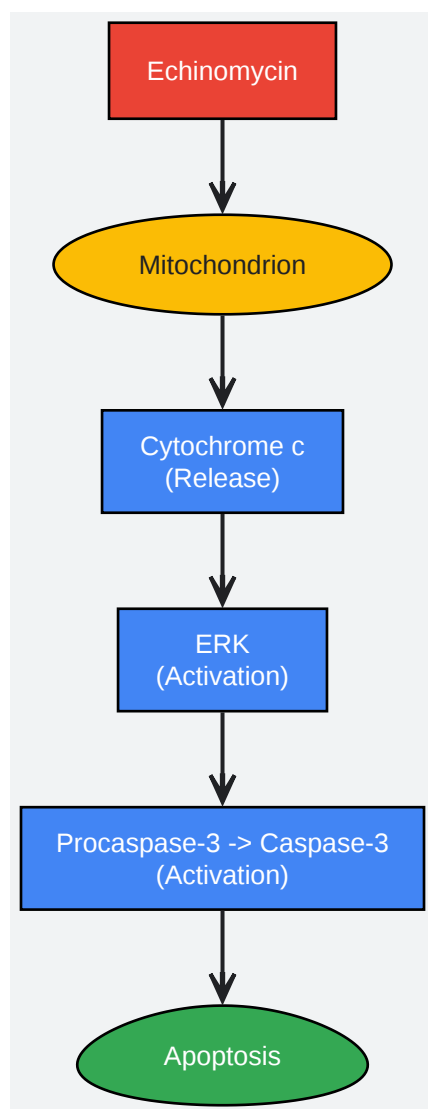 Echinomycin
Mitochondrion
Cytochrome c
(Release)
ERK
(Activation)
Procaspase-3 -> Caspase-3
(Activation)
Apoptosis